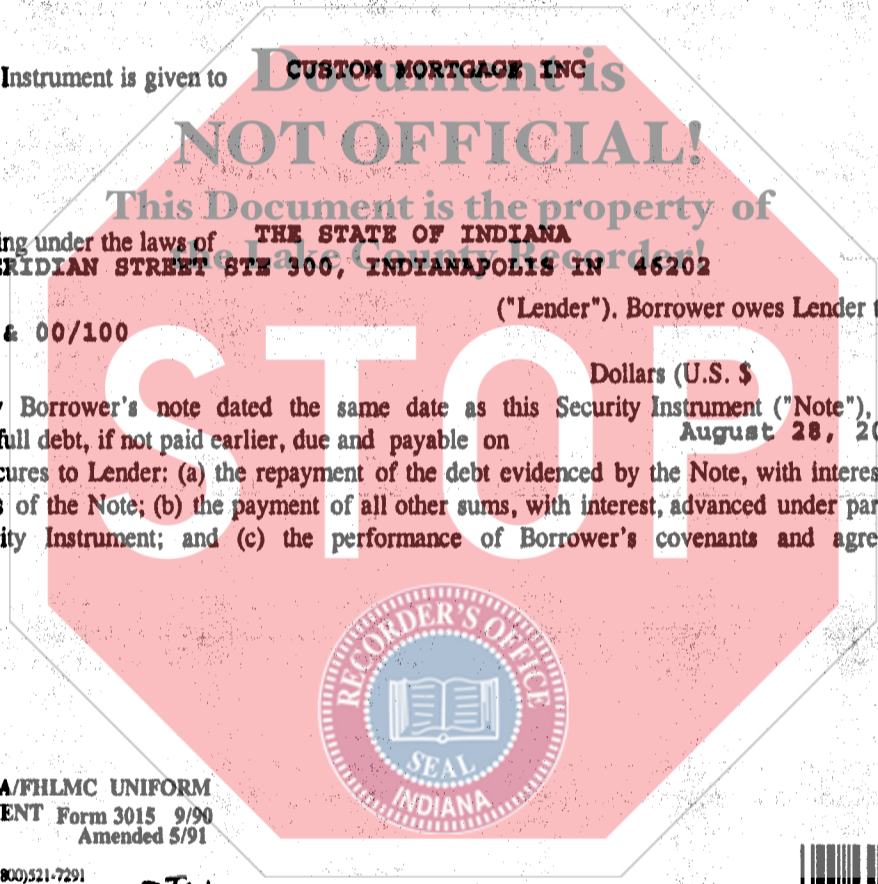 Instrument is given to CUSTOM MORTGAGE INC
Document is
NOT OFFICIAL!
This Document is the property of
the Lake County Recorder!
ing under the laws of THE STATE OF INDIANA
ERIDIAN STREET STE 300, INDIANAPOLIS IN 46202
("Lender"). Borrower owes Lender t
& 00/100
STOP
Dollars (U.S. $
y Borrower's note dated the same date as this Security Instrument ("Note"),
full debt, if not paid earlier, due and payable on August 28, 20
cures to Lender: (a) the repayment of the debt evidenced by the Note, with interes
s of the Note; (b) the payment of all other sums, with interest, advanced under par
ity Instrument; and (c) the performance of Borrower's covenants and agre
RECORDER'S OFFICE
SEAL
INDIANA
A/FHLMC UNIFORM
ENT Form 3015 9/90
Amended 5/91
800)521-7291